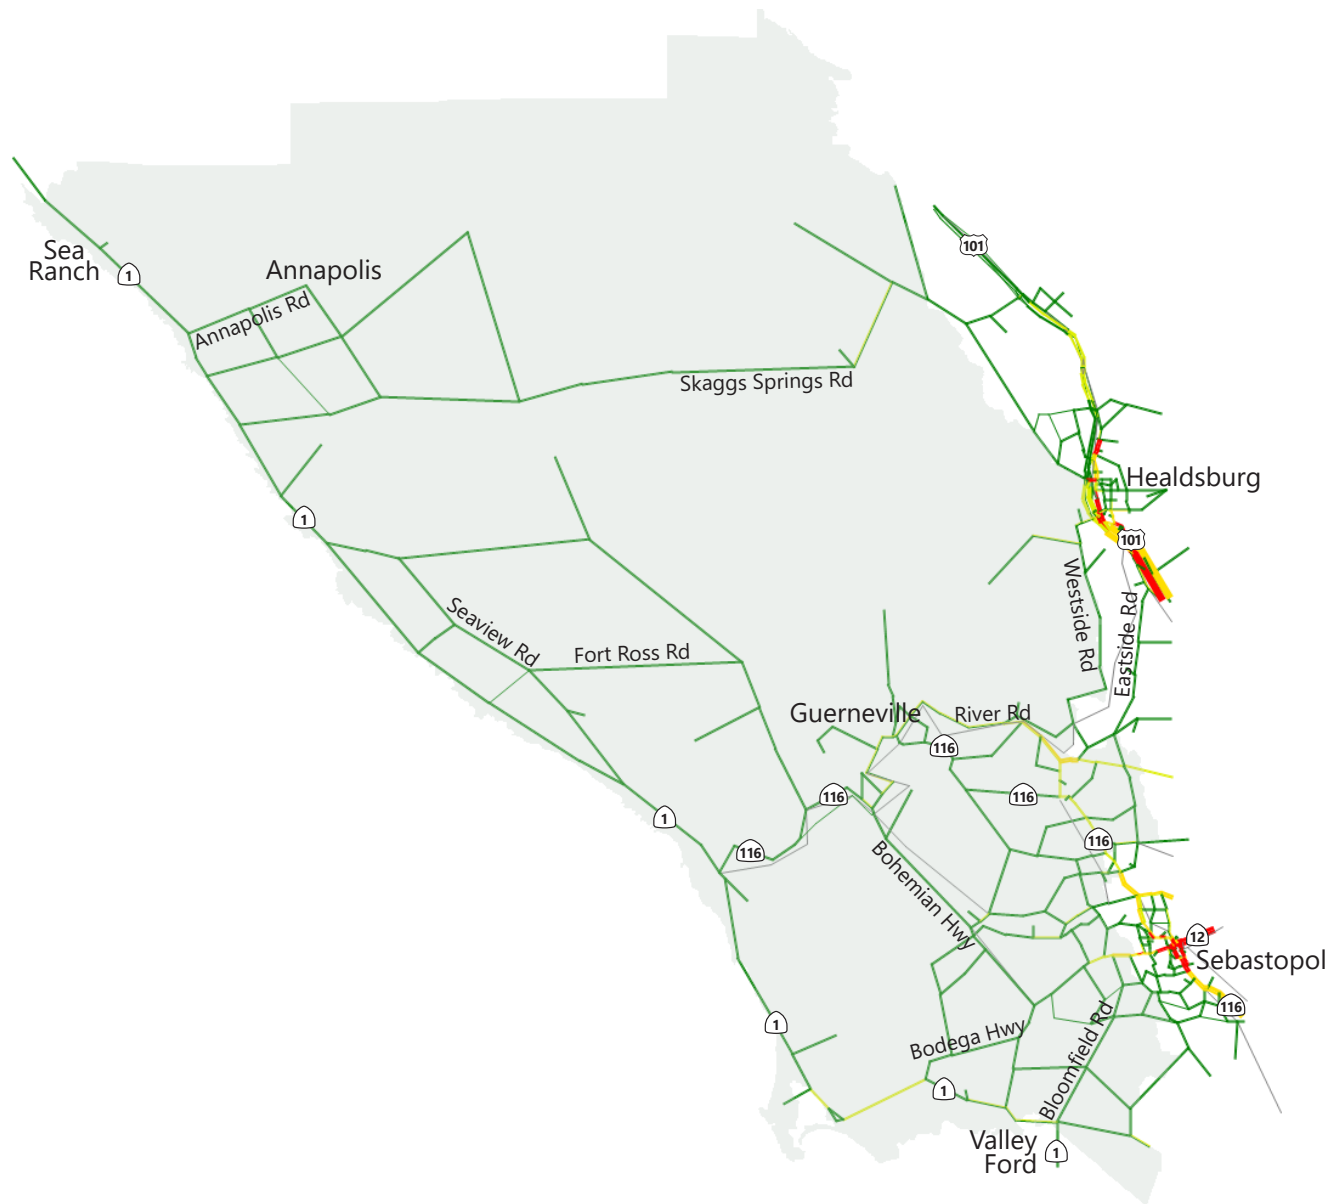 101
Sea
Ranch
1
Annapolis
Annapolis Rd
Skaggs Springs Rd
Healdsburg
1
101
Westside Rd
Eastside Rd
Seaview Rd
Fort Ross Rd
Guerneville
River Rd
116
116
116
1
116
116
Bohemian Hwy
12
Sebastopol
116
1
Bodega Hwy
Bloomfield Rd
1
Valley
Ford
1